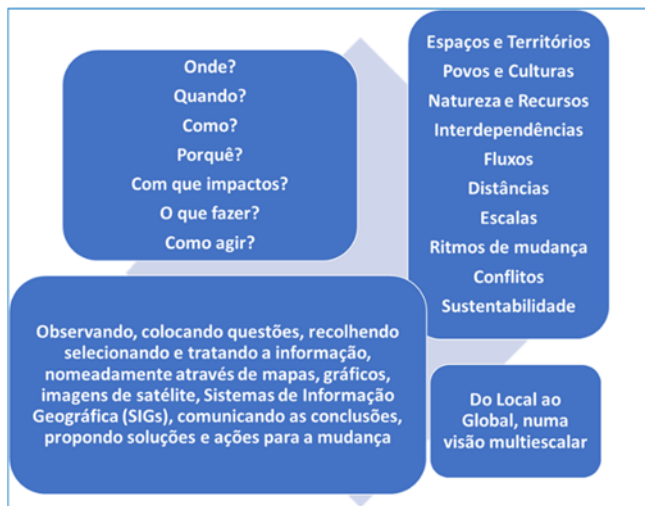 Onde?
Quando?
Como?
Porquê?
Com que impactos?
O que fazer?
Como agir?
Espaços e Territórios
Povos e Culturas
Natureza e Recursos
Interdependências
Fluxos
Distâncias
Escalas
Ritmos de mudança
Conflitos
Sustentabilidade
Observando, colocando questões, recolhendo
selecionando e tratando a informação,
nomeadamente através de mapas, gráficos,
imagens de satélite, Sistemas de Informação
Geográfica (SIGs), comunicando as conclusões,
propondo soluções e ações para a mudança
Do Local ao
Global, numa
visão multiescalar